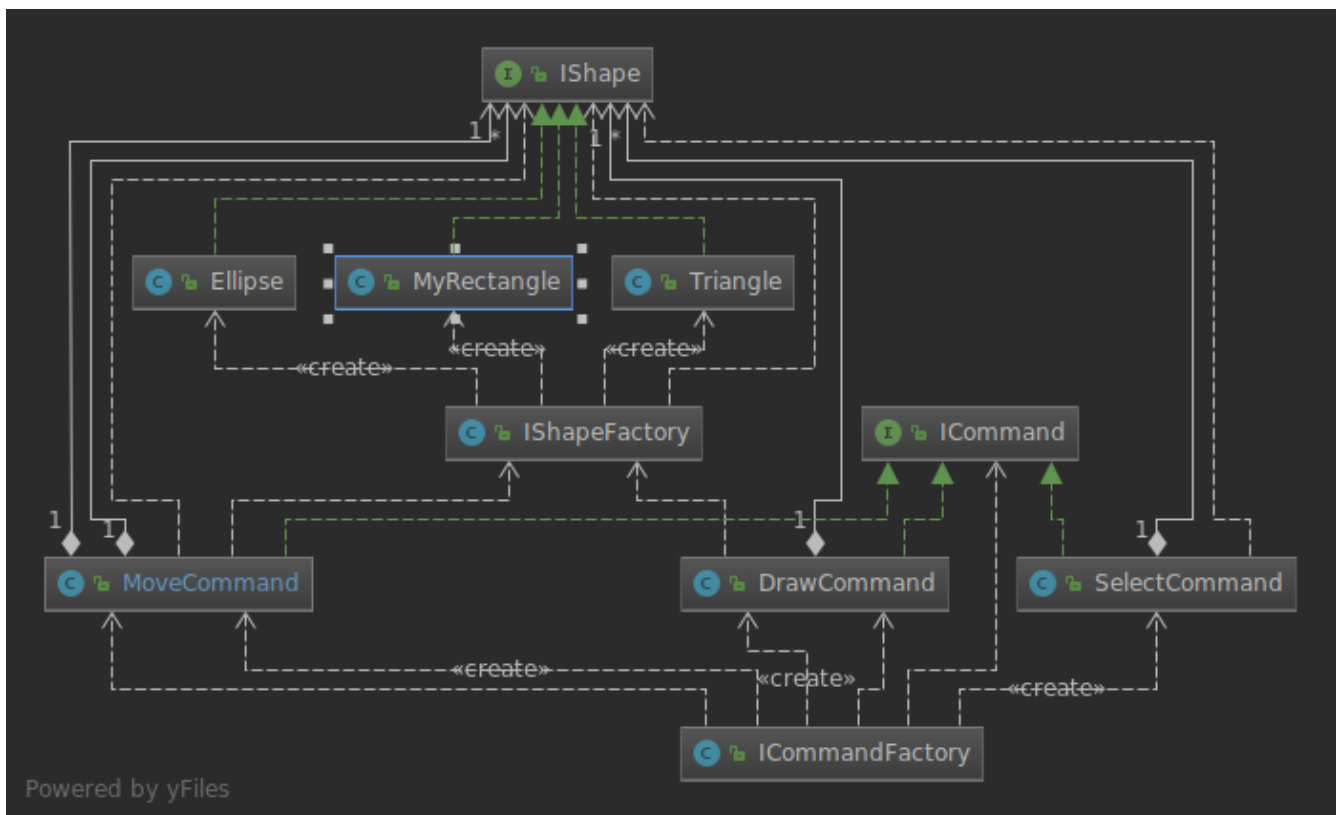 I IShape
1 * 1 *
C Ellipse C MyRectangle C Triangle
«create» «create»
«create»
C IShapeFactory I ICommand
1 1 1 1
C MoveCommand C DrawCommand C SelectCommand
«create» «create» «create»
C ICommandFactory
Powered by yFiles